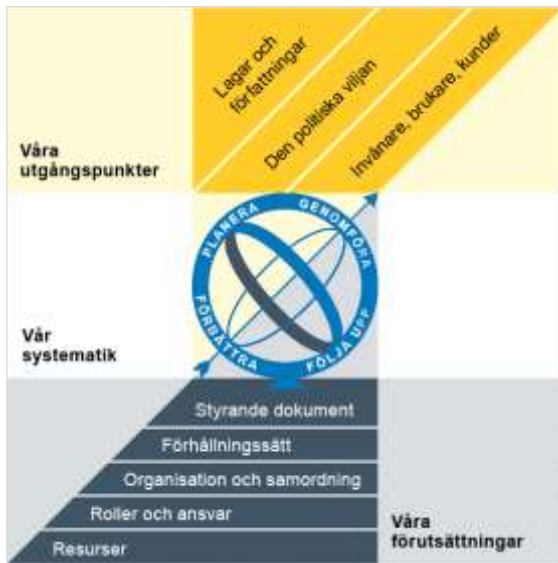 Lagar och
författningar
Den politiska viljan
Invånare, brukare, kunder
Våra
utgångspunkter
PLANERA
GENOMFÖRA
FÖLJA UPP
FÖRBÄTTRA
Vår
systematik
Styrande dokument
Förhållningssätt
Organisation och samordning
Roller och ansvar
Resurser
Våra
förutsättningar